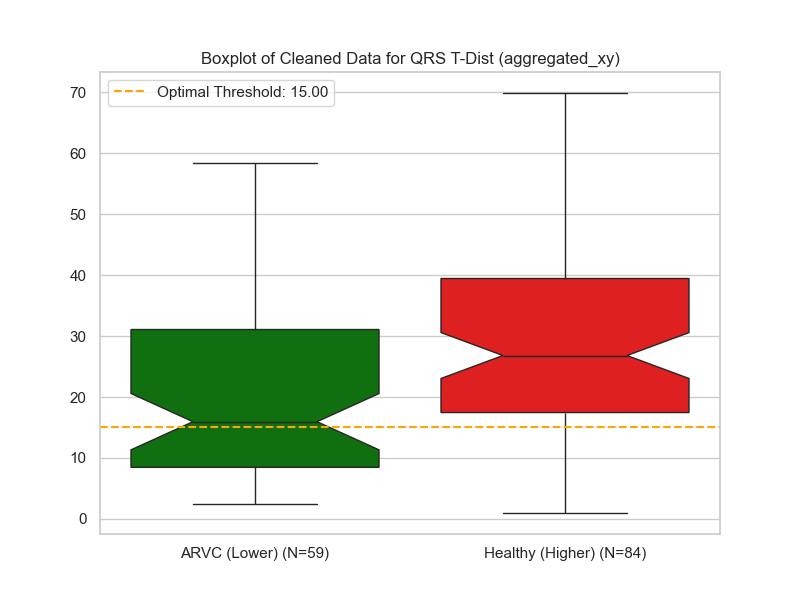 Boxplot of Cleaned Data for QRS T-Dist (aggregated_xy)
Optimal Threshold: 15.00
70
60
50
40
30
20
10
0
ARVC (Lower) (N=59)
Healthy (Higher) (N=84)